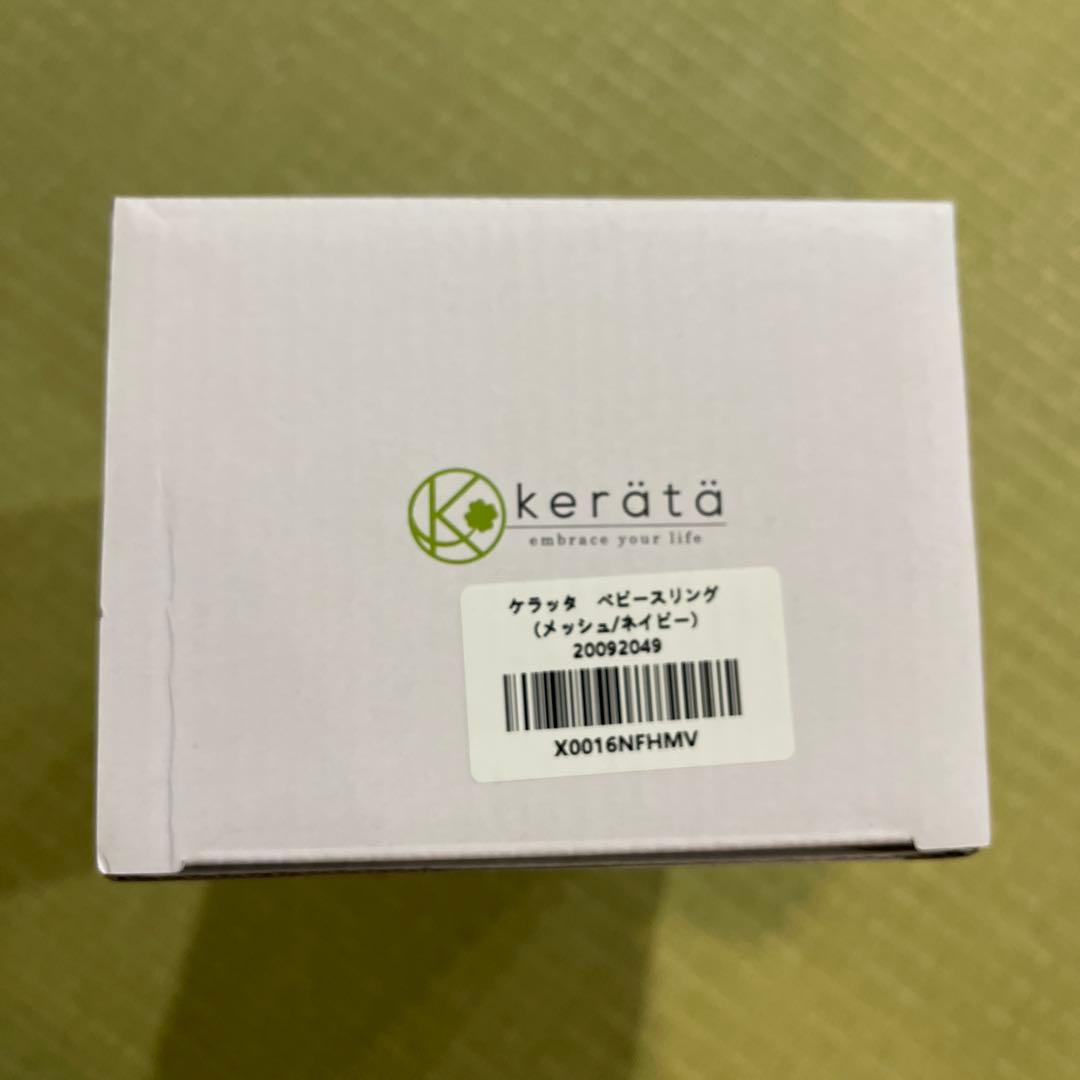 kerätä
embrace your life
ケラッタ　ベビースリング
（メッシュ/ネイビー）
20092049
X0016NFHMV